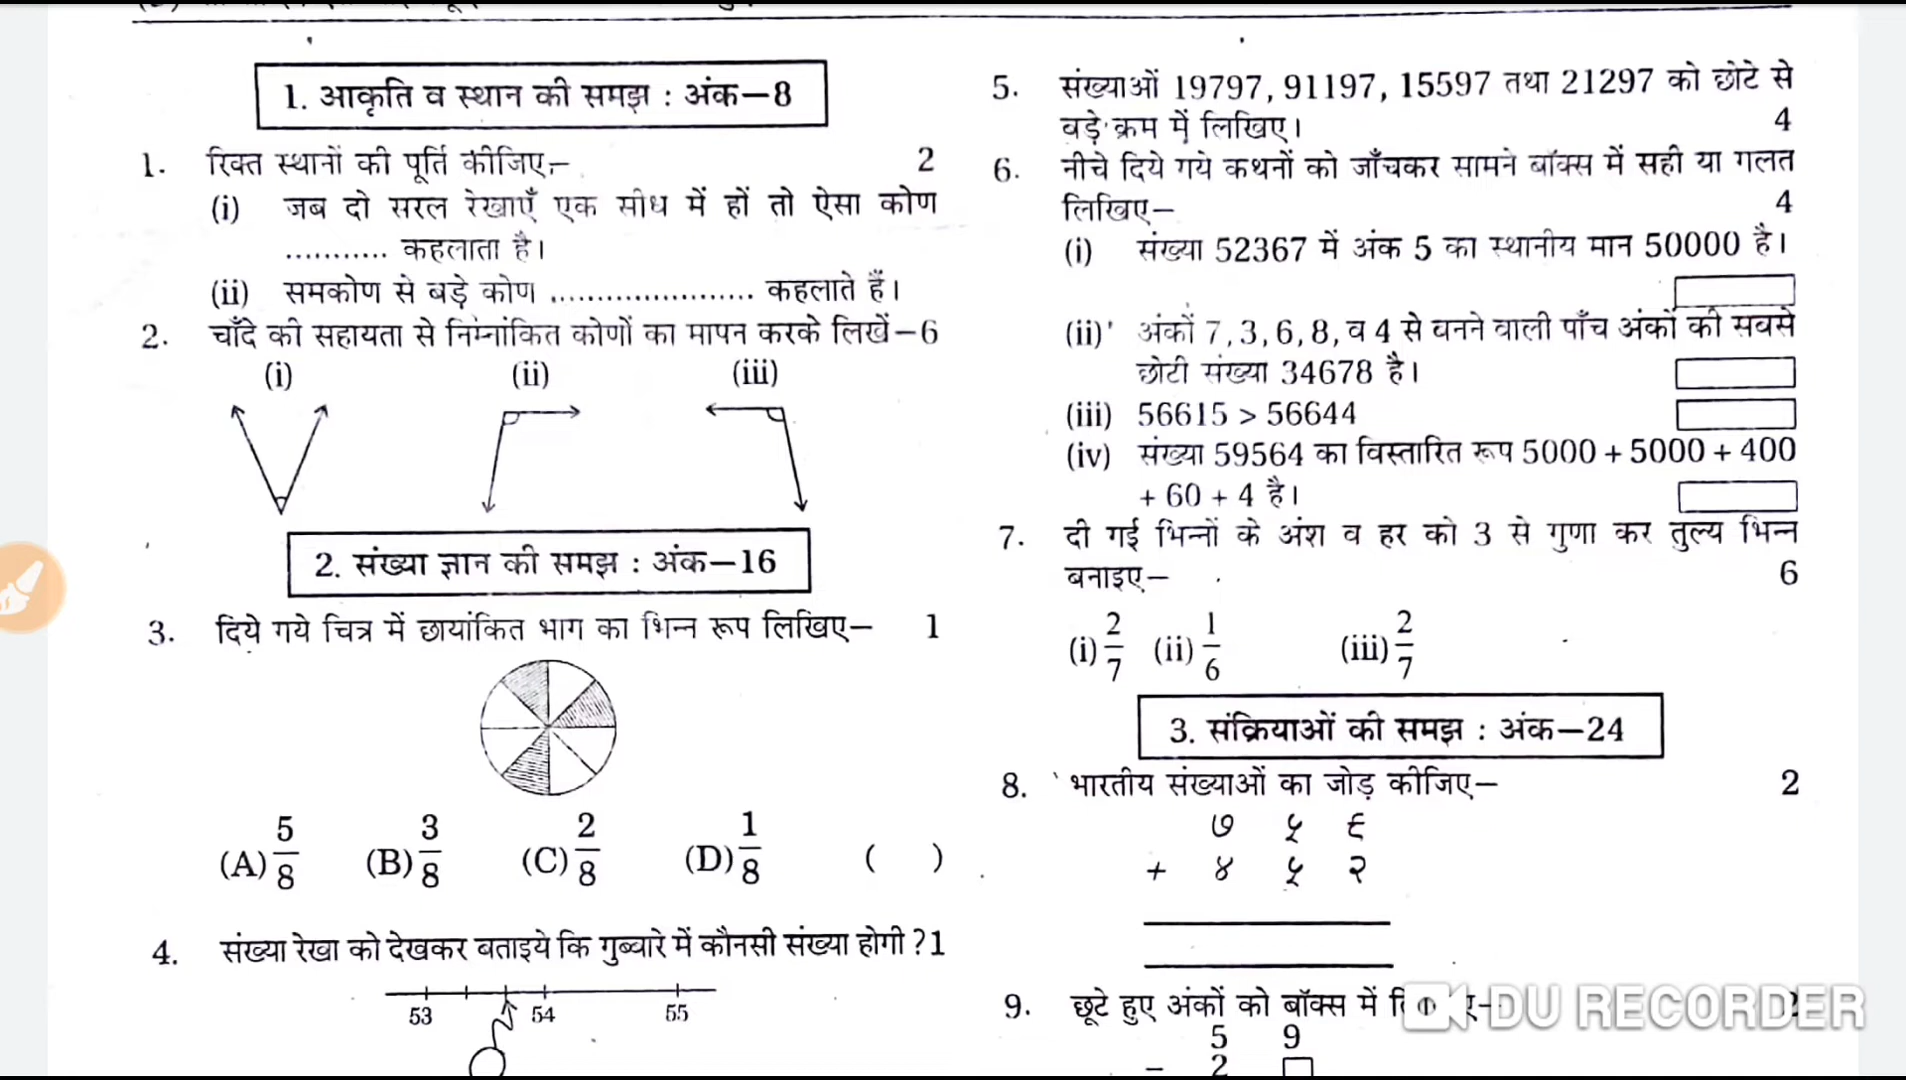 1. आकृति व स्थान की समझ : अंक–8
1. रिक्त स्थानों की पूर्ति कीजिए– 2
(i) जब दो सरल रेखाएँ एक सीध में हों तो ऐसा कोण
........... कहलाता है।
(ii) समकोण से बड़े कोण ...................... कहलाते हैं।
2. चाँदे की सहायता से निम्नांकित कोणों का मापन करके लिखें–6
(i) (ii) (iii)
2. संख्या ज्ञान की समझ : अंक–16
3. दिये गये चित्र में छायांकित भाग का भिन्न रूप लिखिए– 1
(A) 5/8 (B) 3/8 (C) 2/8 (D) 1/8 ( )
4. संख्या रेखा को देखकर बताइये कि गुब्बारे में कौनसी संख्या होगी ?1
53 54 55
5. संख्याओं 19797, 91197, 15597 तथा 21297 को छोटे से
बड़े क्रम में लिखिए। 4
6. नीचे दिये गये कथनों को जाँचकर सामने बॉक्स में सही या गलत
लिखिए– 4
(i) संख्या 52367 में अंक 5 का स्थानीय मान 50000 है।
(ii) अंकों 7, 3, 6, 8, व 4 से बनने वाली पाँच अंकों की सबसे
छोटी संख्या 34678 है।
(iii) 56615 > 56644
(iv) संख्या 59564 का विस्तारित रूप 5000 + 5000 + 400
+ 60 + 4 है।
7. दी गई भिन्नों के अंश व हर को 3 से गुणा कर तुल्य भिन्न
बनाइए– 6
(i) 2/7 (ii) 1/6 (iii) 2/7
3. संक्रियाओं की समझ : अंक–24
8. भारतीय संख्याओं का जोड़ कीजिए– 2
७ ५ ६
+ ४ ५ २
9. छूटे हुए अंकों को बॉक्स में
DU RECORDER
5 9
– 2